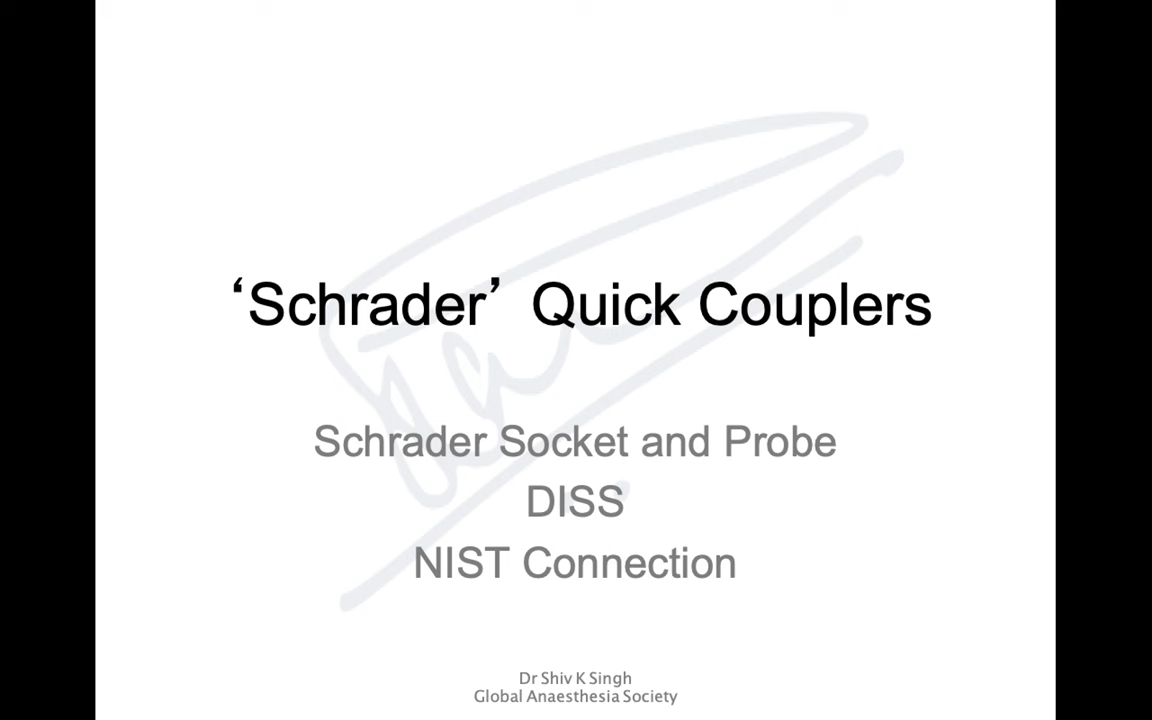 ‘Schrader’ Quick Couplers
Schrader Socket and Probe
DISS
NIST Connection
Dr Shiv K Singh
Global Anaesthesia Society